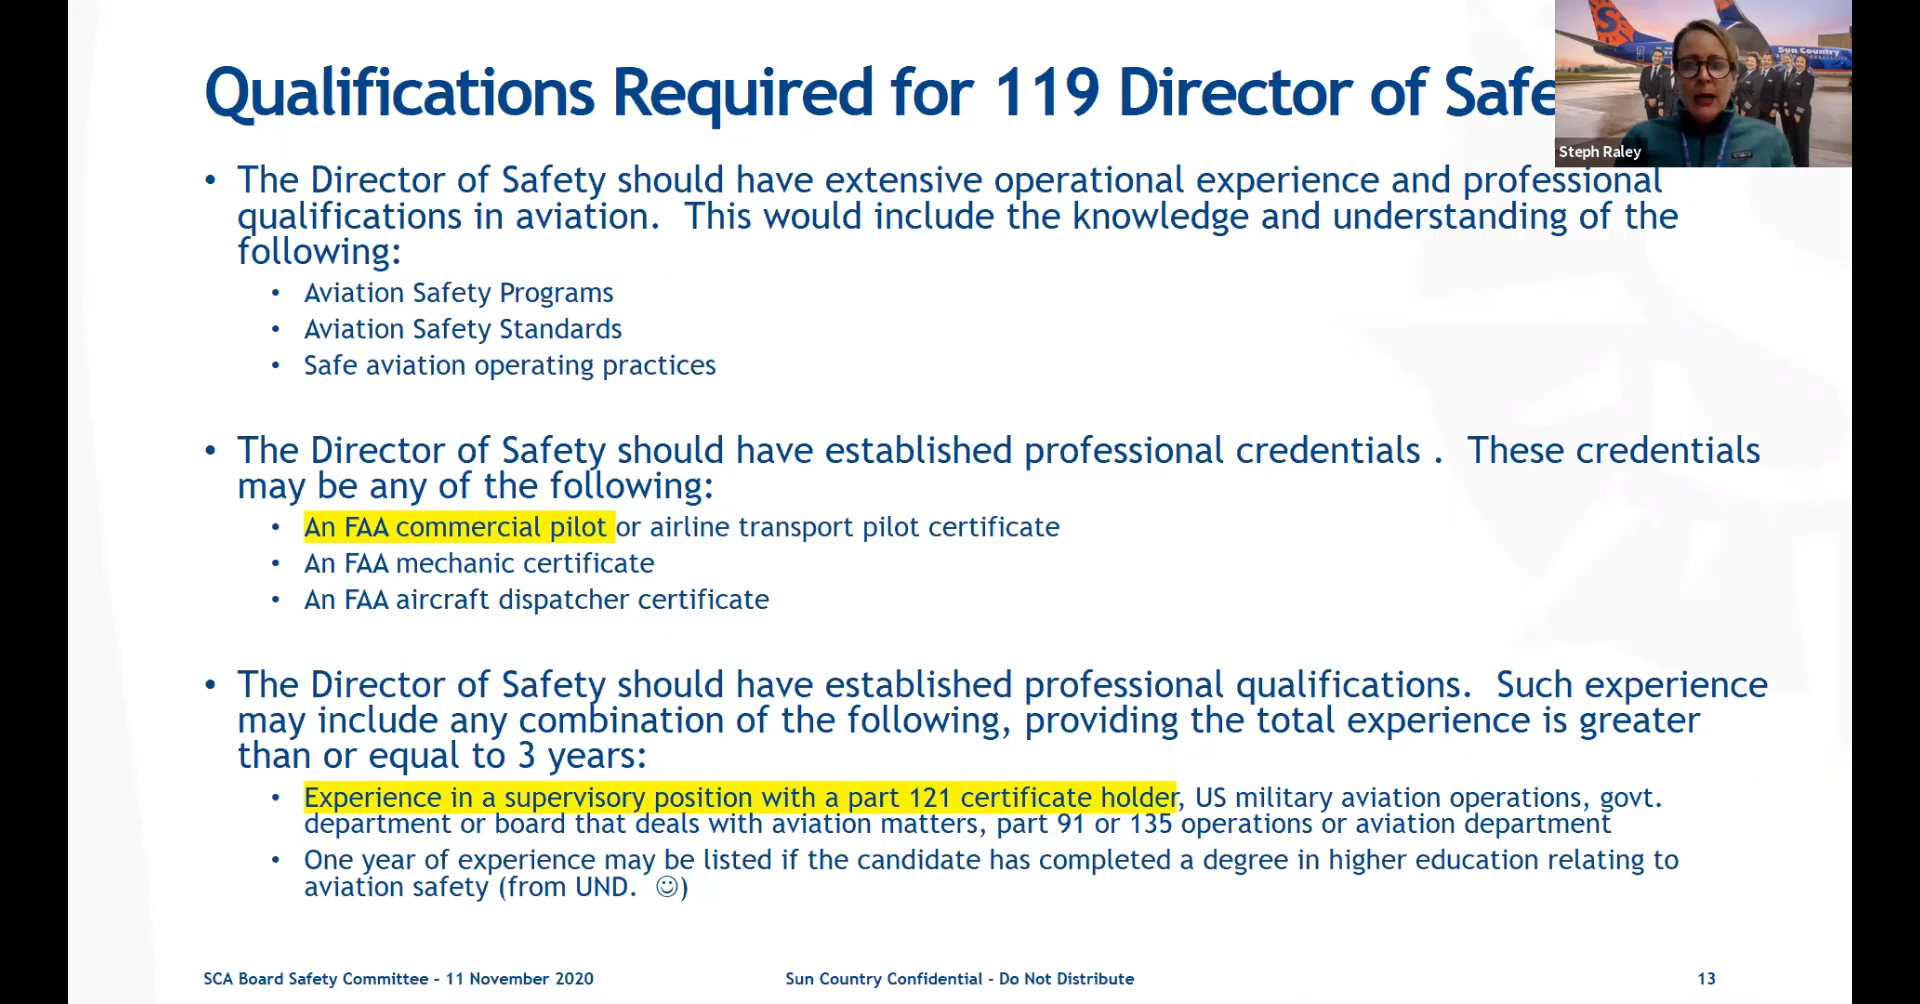 Qualifications Required for 119 Director of Safe
Sun Country
Steph Raley
• The Director of Safety should have extensive operational experience and professional
qualifications in aviation.  This would include the knowledge and understanding of the
following:
• Aviation Safety Programs
• Aviation Safety Standards
• Safe aviation operating practices
• The Director of Safety should have established professional credentials .  These credentials
may be any of the following:
• An FAA commercial pilot or airline transport pilot certificate
• An FAA mechanic certificate
• An FAA aircraft dispatcher certificate
• The Director of Safety should have established professional qualifications.  Such experience
may include any combination of the following, providing the total experience is greater
than or equal to 3 years:
• Experience in a supervisory position with a part 121 certificate holder, US military aviation operations, govt.
department or board that deals with aviation matters, part 91 or 135 operations or aviation department
• One year of experience may be listed if the candidate has completed a degree in higher education relating to
aviation safety (from UND.  ☺)
SCA Board Safety Committee – 11 November 2020
Sun Country Confidential - Do Not Distribute
13